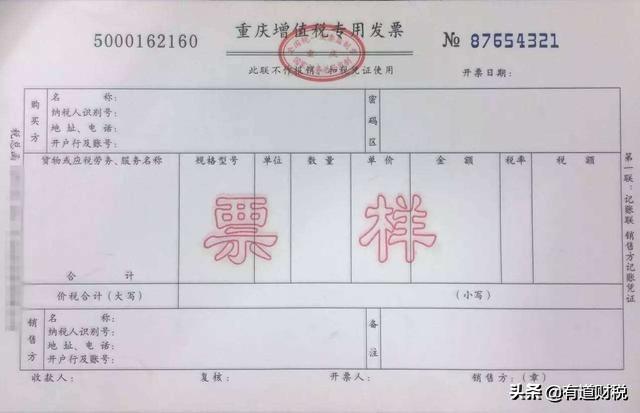 5000162160
重庆增值税专用发票
№ 87654321
此联不作报销、扣税凭证使用
开票日期:
购买方
名称:
纳税人识别号:
地址、电话:
开户行及账号:
密码区
货物或应税劳务、服务名称 规格型号 单位 数量 单价 金额 税率 税额
票样
合计
价税合计(大写) (小写)
销售方
名称:
纳税人识别号:
地址、电话:
开户行及账号:
备注
收款人: 复核: 开票人: 销售方:(章)
税总函
第一联:记账联 销售方记账凭证
头条 @有道财税